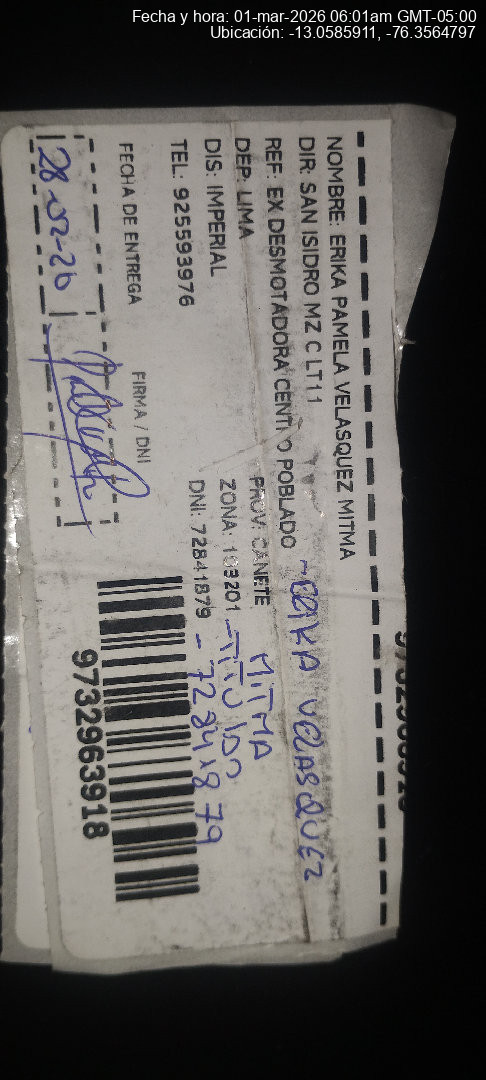 Fecha y hora: 01-mar-2026 06:01am GMT-05:00
Ubicación: -13.0585911, -76.3564797
NOMBRE: ERIKA PAMELA VELASQUEZ MITMA
DIR: SAN ISIDRO MZ C LT11
REF: EX DESMOTADORA CENTRO POBLADO
DEP: LIMA PROV: CAÑETE
DIS: IMPERIAL ZONA: 103201
TEL: 925593976 DNI: 72841879
- ERIKA VELASQUEZ
MITMA
- 72841879
FECHA DE ENTREGA FIRMA / DNI
28-02-26
9732963918